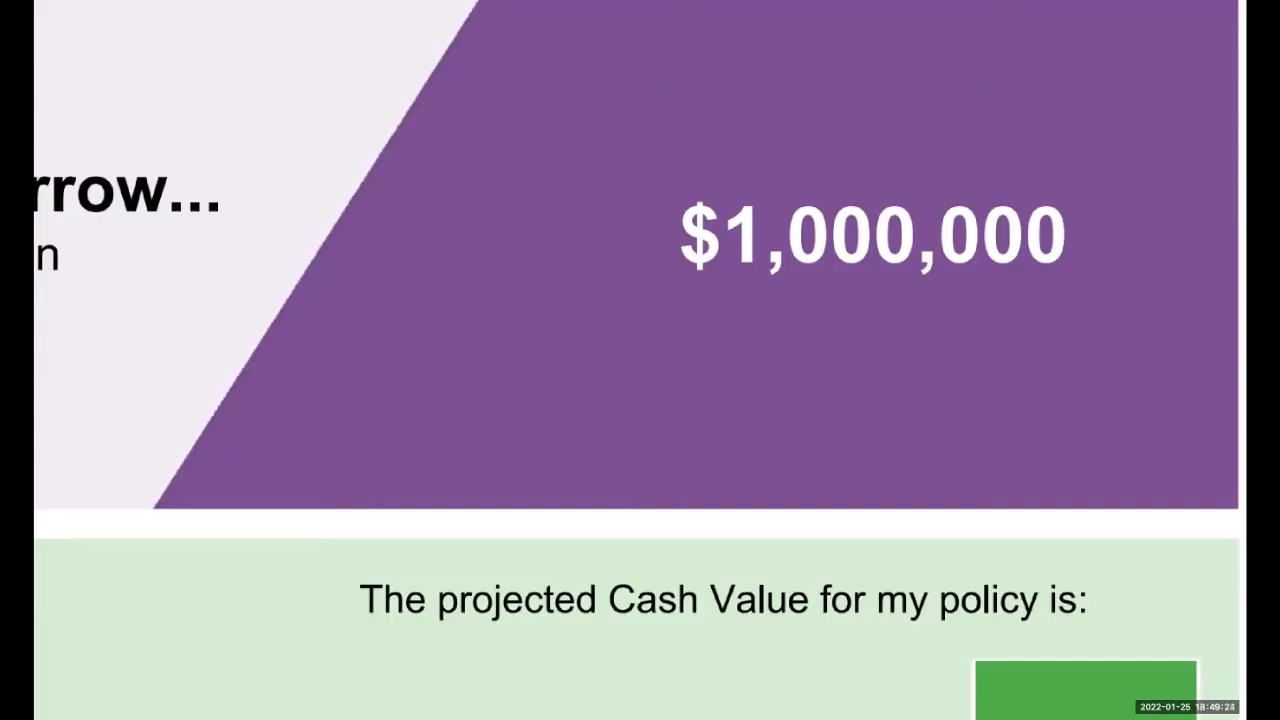 rrow...
n
$1,000,000
The projected Cash Value for my policy is:
2022-01-25 18:49:24